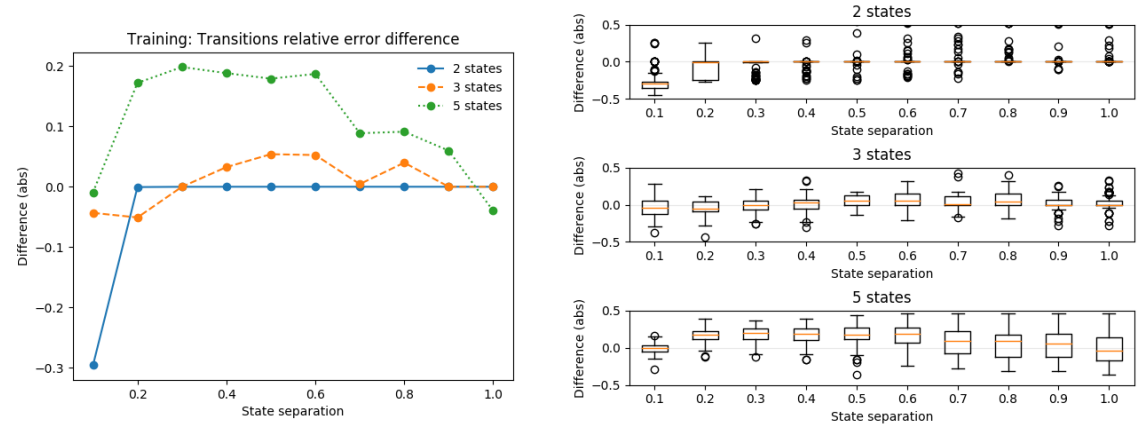 Training: Transitions relative error difference
Difference (abs)
0.2
0.1
0.0
−0.1
−0.2
−0.3
2 states
3 states
5 states
0.2 0.4 0.6 0.8 1.0
State separation
2 states
Difference (abs)
0.5
0.0
−0.5
0.1 0.2 0.3 0.4 0.5 0.6 0.7 0.8 0.9 1.0
State separation
3 states
Difference (abs)
0.5
0.0
−0.5
0.1 0.2 0.3 0.4 0.5 0.6 0.7 0.8 0.9 1.0
State separation
5 states
Difference (abs)
0.5
0.0
−0.5
0.1 0.2 0.3 0.4 0.5 0.6 0.7 0.8 0.9 1.0
State separation